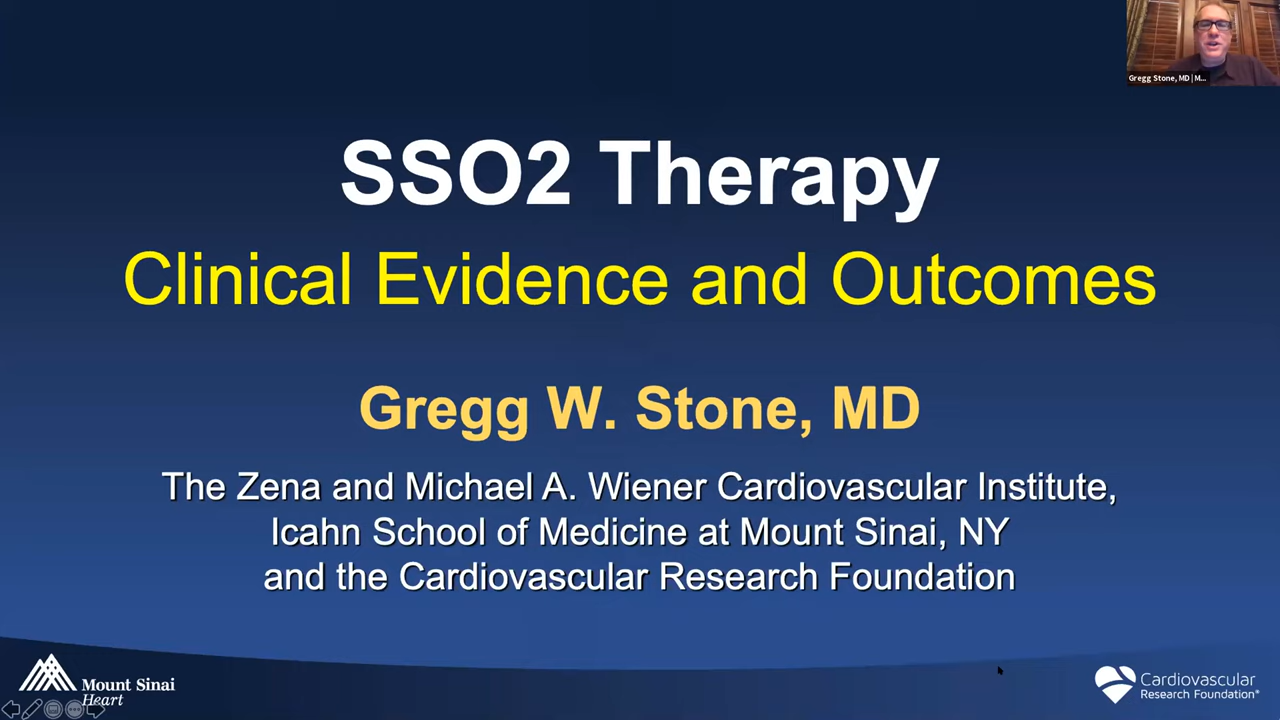 Gregg Stone, MD | M...
SSO2 Therapy
Clinical Evidence and Outcomes
Gregg W. Stone, MD
The Zena and Michael A. Wiener Cardiovascular Institute,
Icahn School of Medicine at Mount Sinai, NY
and the Cardiovascular Research Foundation
Mount Sinai
Heart
Cardiovascular
Research Foundation®